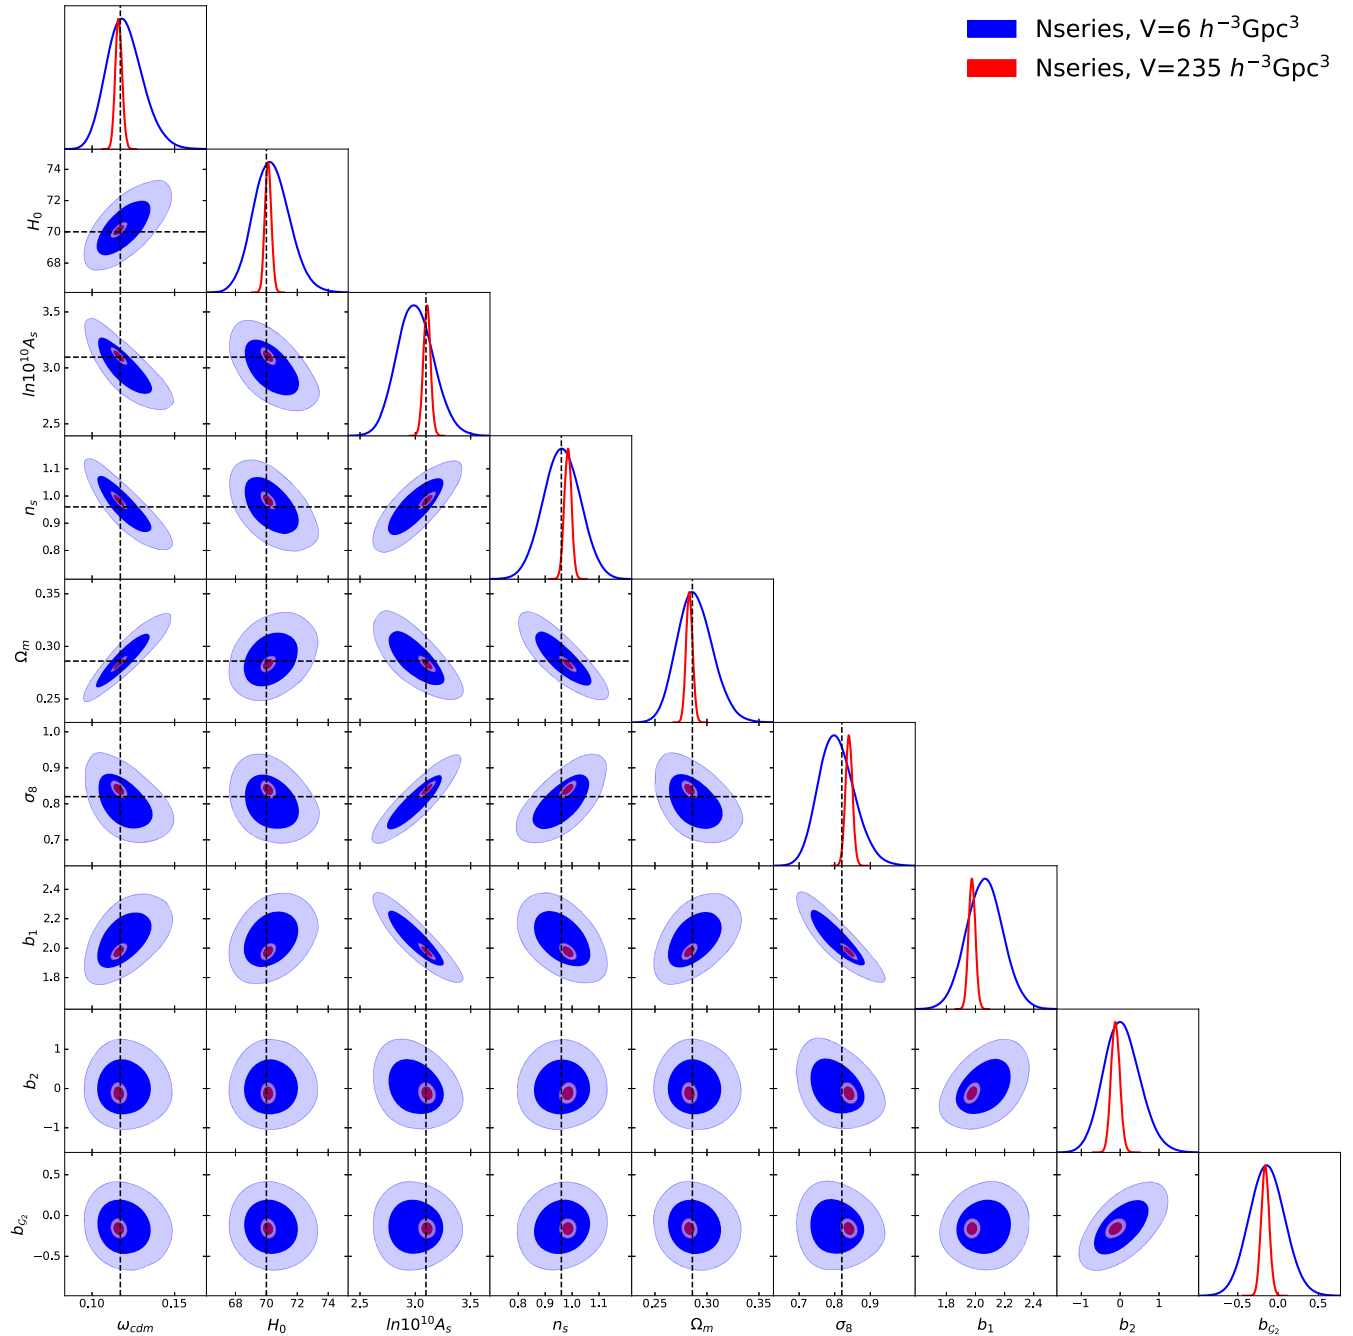 Nseries, V=6 h⁻³Gpc³
Nseries, V=235 h⁻³Gpc³
74
72
70
68
H₀
3.5
3.0
2.5
ln10¹⁰Aₛ
1.1
1.0
0.9
0.8
nₛ
0.35
0.30
0.25
Ωₘ
1.0
0.9
0.8
0.7
σ₈
2.4
2.2
2.0
1.8
b₁
1
0
−1
b₂
0.5
0.0
−0.5
b_𝒢₂
0.10 0.15 68 70 72 74 2.5 3.0 3.5 0.8 0.9 1.0 1.1 0.25 0.30 0.35 0.7 0.8 0.9 1.8 2.0 2.2 2.4 −1 0 1 −0.5 0.0 0.5
ω_cdm H₀ ln10¹⁰Aₛ nₛ Ωₘ σ₈ b₁ b₂ b_𝒢₂